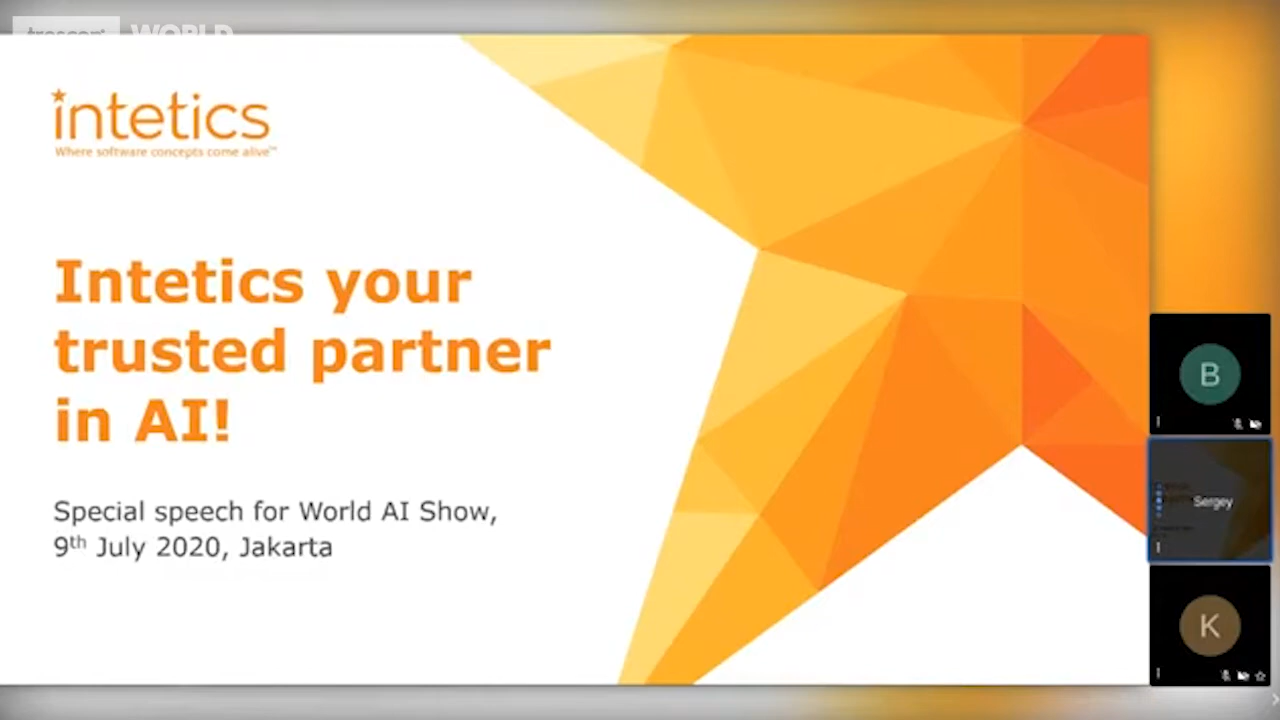 WORLD
intetics
Where software concepts come alive™
Intetics your
trusted partner
in AI!
Special speech for World AI Show,
9th July 2020, Jakarta
B
Sergey
K